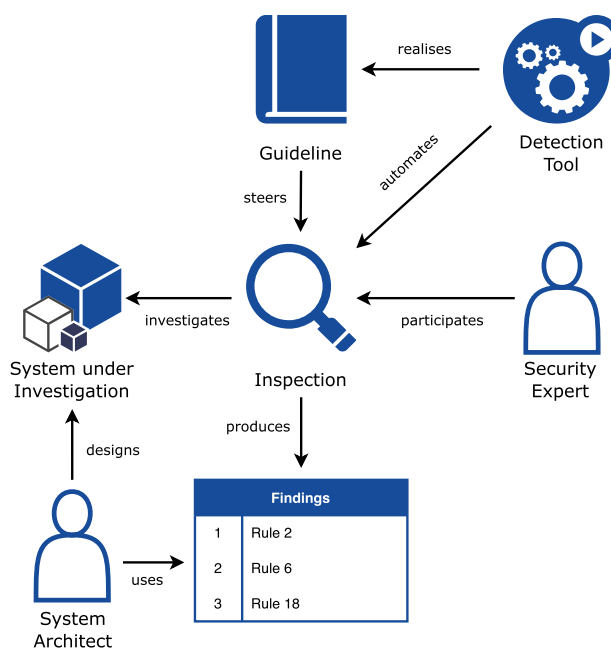 realises
Guideline
Detection
Tool
automates
steers
investigates
participates
System under
Investigation
Inspection
Security
Expert
produces
designs
Findings
1 Rule 2
2 Rule 6
3 Rule 18
uses
System
Architect